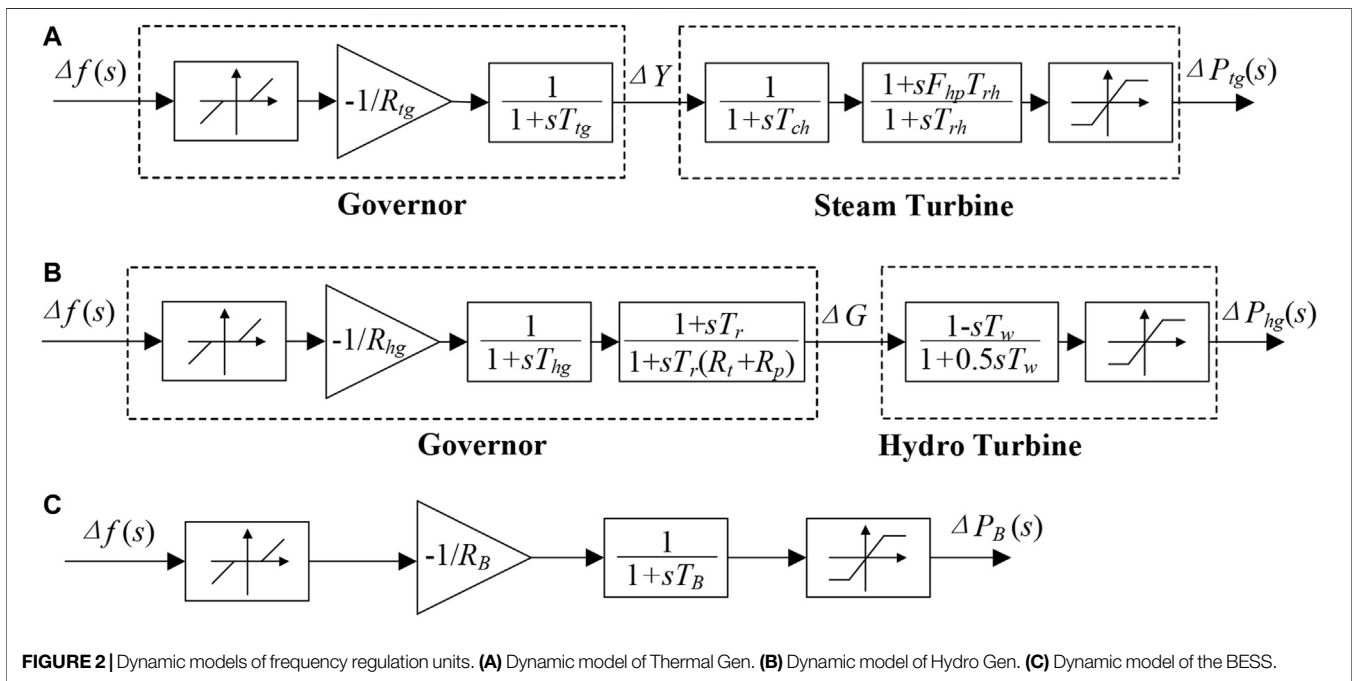 A
Δf(s)
-1/R_tg
1
1+sT_tg
ΔY
1
1+sT_ch
1+sF_hpT_rh
1+sT_rh
ΔP_tg(s)
Governor
Steam Turbine
B
Δf(s)
-1/R_hg
1
1+sT_hg
1+sT_r
1+sT_r(R_t+R_p)
ΔG
1-sT_w
1+0.5sT_w
ΔP_hg(s)
Governor
Hydro Turbine
C
Δf(s)
-1/R_B
1
1+sT_B
ΔP_B(s)
FIGURE 2 | Dynamic models of frequency regulation units. (A) Dynamic model of Thermal Gen. (B) Dynamic model of Hydro Gen. (C) Dynamic model of the BESS.